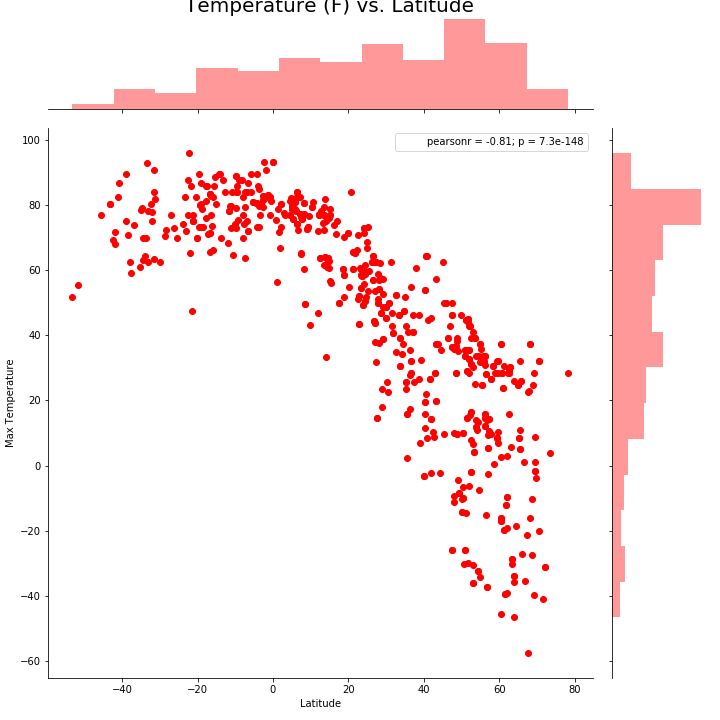 Temperature (F) vs. Latitude
pearsonr = -0.81; p = 7.3e-148
100
80
60
40
20
0
−20
−40
−60
Max Temperature
−40 −20 0 20 40 60 80
Latitude